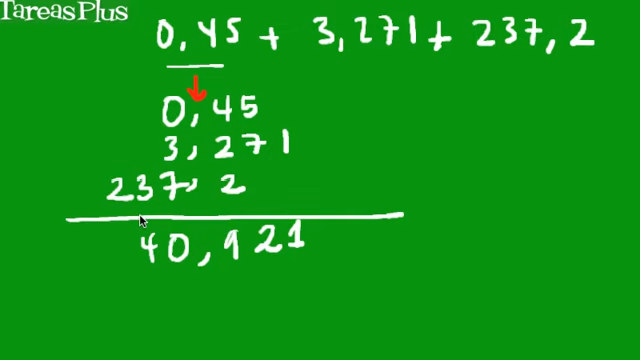 TareasPlus
0,45 + 3,271 + 237,2
0,45
3,271
237,2
40,921